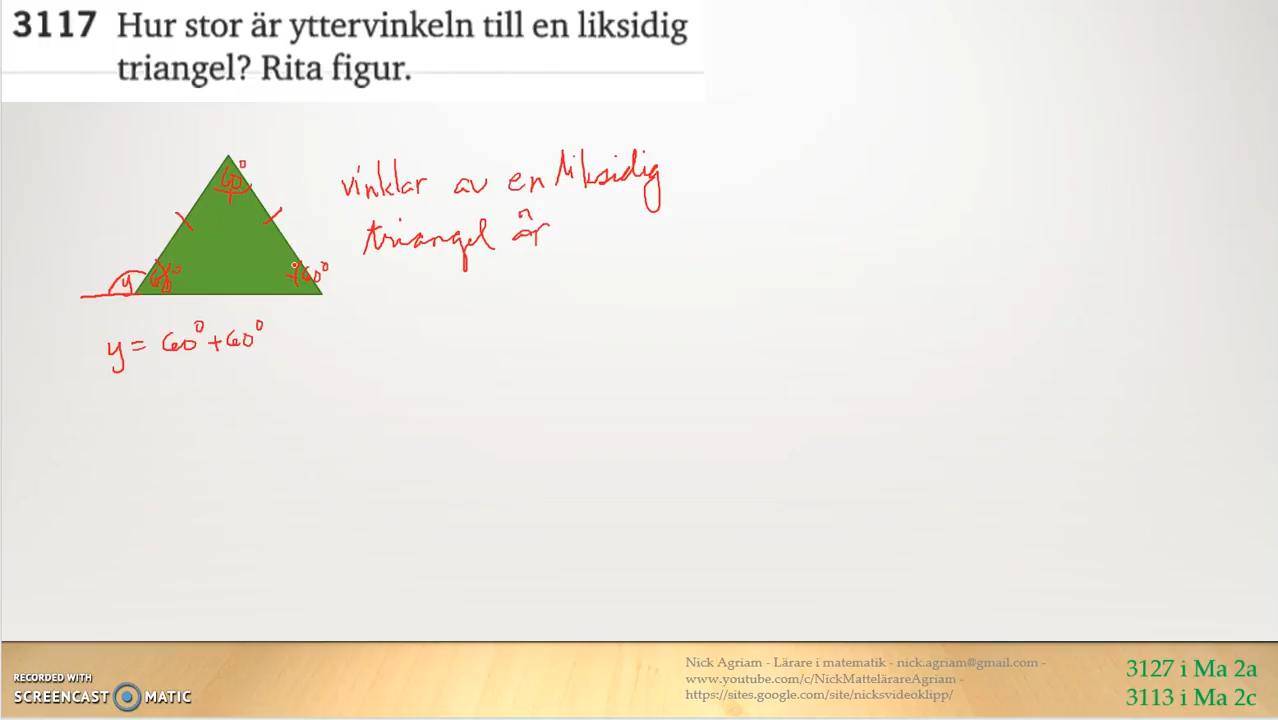 3117 Hur stor är yttervinkeln till en liksidig
triangel? Rita figur.
vinklar av en liksidig
triangel är
60°
y 60°
60°
y = 60° + 60°
RECORDED WITH
SCREENCAST MATIC
Nick Agriam - Lärare i matematik - nick.agriam@gmail.com -
www.youtube.com/c/NickMattelärareAgriam -
https://sites.google.com/site/nicksvideoklipp/
3127 i Ma 2a
3113 i Ma 2c